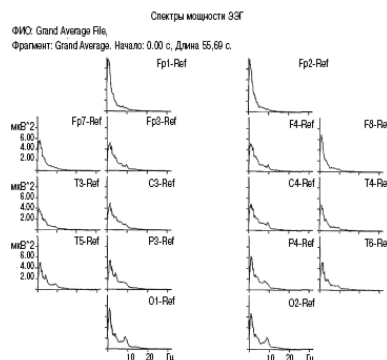 Спектры мощности ЭЭГ
ФИО: Grand Average File,
Фрагмент: Grand Average. Начало: 0.00 с, Длина 55,69 с.
Fp1-Ref Fp2-Ref
мкВ^2 Fp7-Ref Fp3-Ref F4-Ref F8-Re
6.00
4.00
2.00
мкВ^2 T3-Ref C3-Ref C4-Ref T4-Re
6.00
4.00
2.00
мкВ^2 T5-Ref P3-Ref P4-Ref T6-Re
6.00
4.00
2.00
O1-Ref O2-Ref
10 20 Гц 10 20 Гц